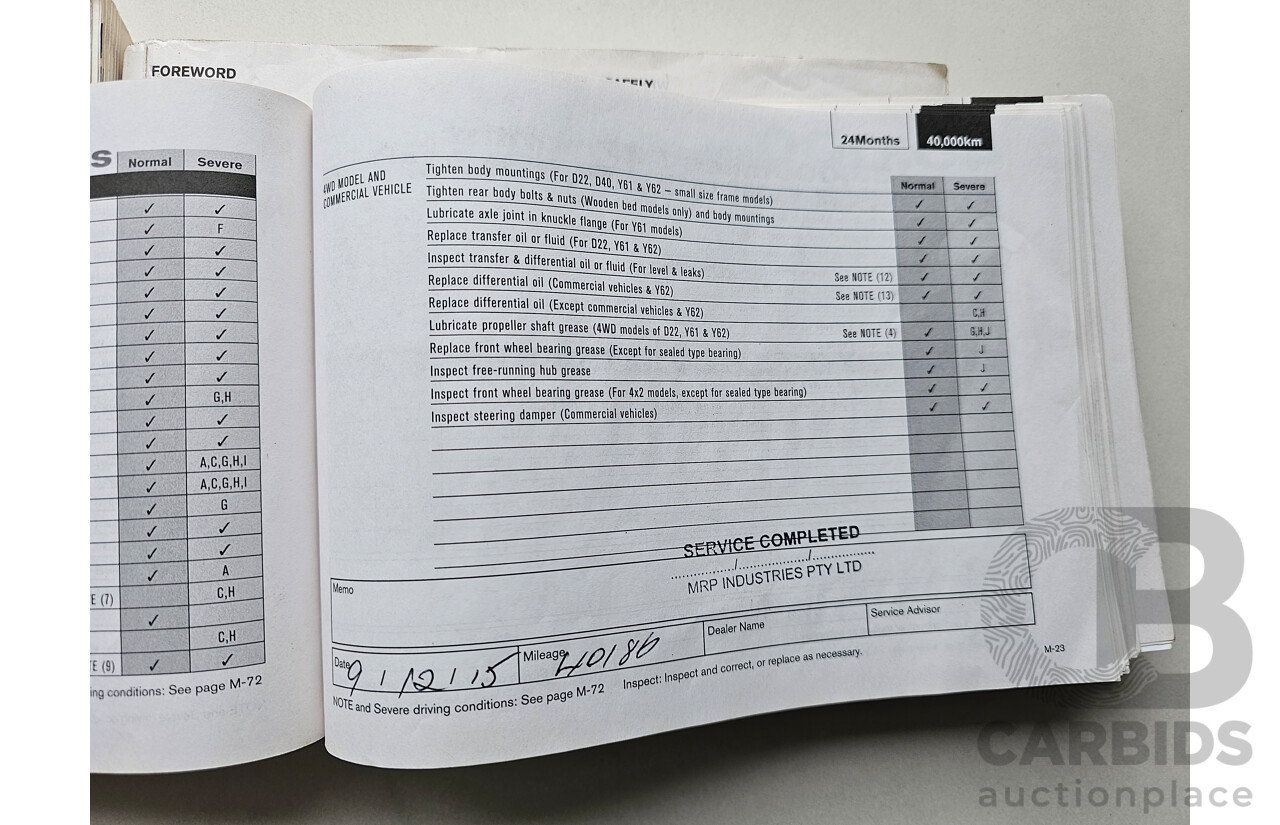 FOREWORD
S Normal Severe
✓ ✓
✓ F
✓ ✓
✓ ✓
✓ ✓
✓ ✓
✓ ✓
✓ ✓
✓ ✓
✓ G,H
✓ ✓
✓ ✓
✓ A,C,G,H,I
✓ A,C,G,H,I
✓ G
✓ ✓
✓ ✓
✓ A
E (7) C,H
✓
C,H
E (9) ✓ ✓
ing conditions: See page M-72
24Months 40,000km
Normal Severe
4WD MODEL AND
COMMERCIAL VEHICLE
Tighten body mountings (For D22, D40, Y61 & Y62 – small size frame models) ✓ ✓
Tighten rear body bolts & nuts (Wooden bed models only) and body mountings ✓ ✓
Lubricate axle joint in knuckle flange (For Y61 models) ✓ ✓
Replace transfer oil or fluid (For D22, Y61 & Y62) ✓ ✓
Inspect transfer & differential oil or fluid (For level & leaks) See NOTE (12) ✓ ✓
Replace differential oil (Commercial vehicles & Y62) See NOTE (13) ✓ ✓
Replace differential oil (Except commercial vehicles & Y62) C,H
Lubricate propeller shaft grease (4WD models of D22, Y61 & Y62) See NOTE (4) ✓ G,H,J
Replace front wheel bearing grease (Except for sealed type bearing) ✓ J
Inspect free-running hub grease ✓ J
Inspect front wheel bearing grease (For 4x2 models, except for sealed type bearing) ✓ ✓
Inspect steering damper (Commercial vehicles) ✓ ✓
SERVICE COMPLETED
............../................/................
MRP INDUSTRIES PTY LTD
Memo
Date 9/12/15 Mileage 40186 Dealer Name Service Advisor
NOTE and Severe driving conditions: See page M-72 Inspect: Inspect and correct, or replace as necessary.
M-23
CB
CARBIDS
auctionplace